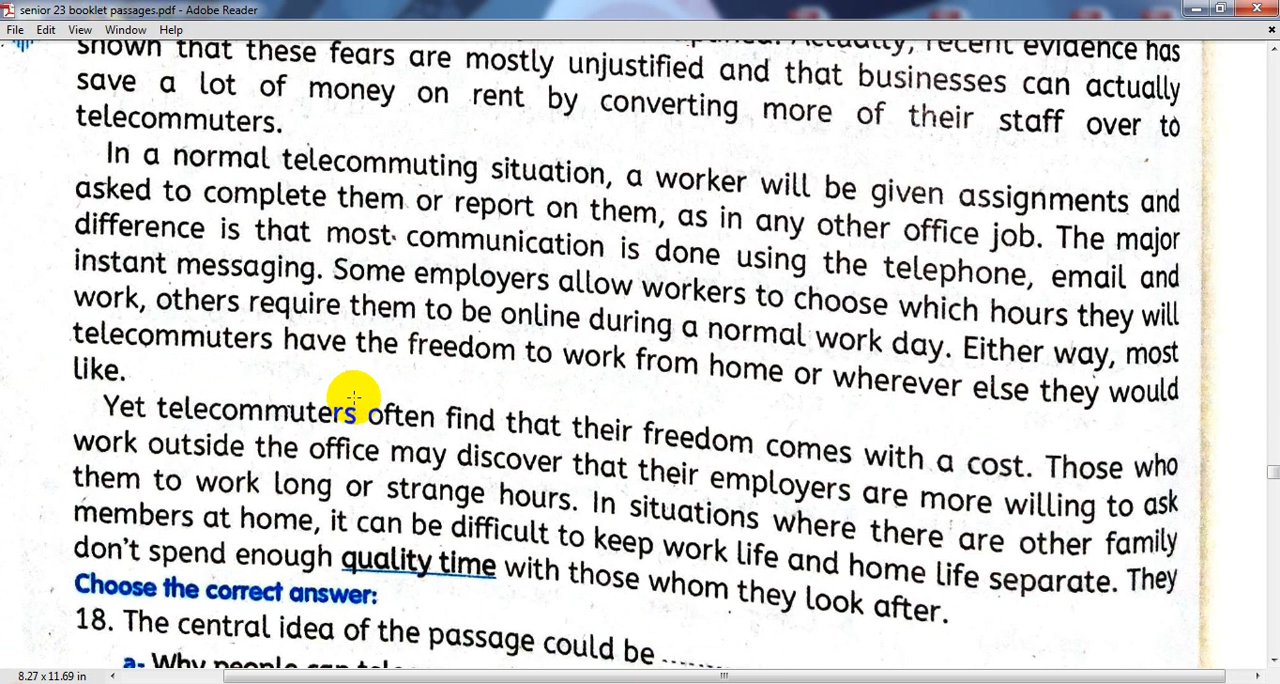 senior 23 booklet passages.pdf - Adobe Reader
File Edit View Window Help
shown that these fears are mostly unjustified and that businesses can actually
Actually, recent evidence has
save a lot of money on rent by converting more of their staff over to
telecommuters.
In a normal telecommuting situation, a worker will be given assignments and
asked to complete them or report on them, as in any other office job. The major
difference is that most communication is done using the telephone, email and
instant messaging. Some employers allow workers to choose which hours they will
work, others require them to be online during a normal work day. Either way, most
telecommuters have the freedom to work from home or wherever else they would
like.
Yet telecommuters often find that their freedom comes with a cost. Those who
work outside the office may discover that their employers are more willing to ask
them to work long or strange hours. In situations where there are other family
members at home, it can be difficult to keep work life and home life separate. They
don't spend enough quality time with those whom they look after.
Choose the correct answer:
18. The central idea of the passage could be ........
a- Why people can
8.27 x 11.69 in